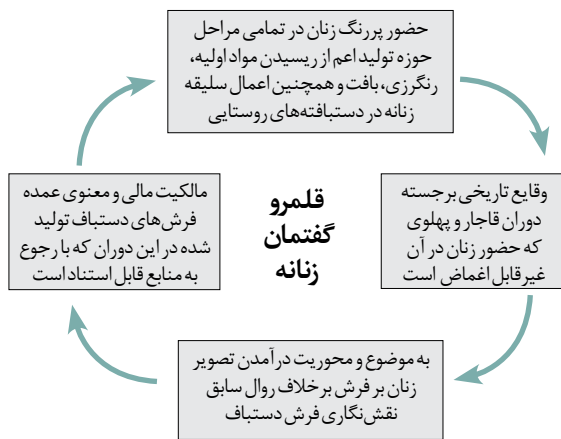 حضور پررنگ زنان در تمامی مراحل
حوزه تولید اعم از ریسیدن مواد اولیه،
رنگرزی، بافت و همچنین اعمال سلیقه
زنانه در دستبافته‌های روستایی
وقایع تاریخی برجسته
دوران قاجار و پهلوی
که حضور زنان در آن
غیرقابل اغماض است
به موضوع و محوریت درآمدن تصویر
زنان بر فرش برخلاف روال سابق
نقش‌نگاری فرش دستباف
مالکیت مالی و معنوی عمده
فرش‌های دستباف تولید
شده در این دوران که با رجوع
به منابع قابل استناد است
قلمرو
گفتمان
زنانه